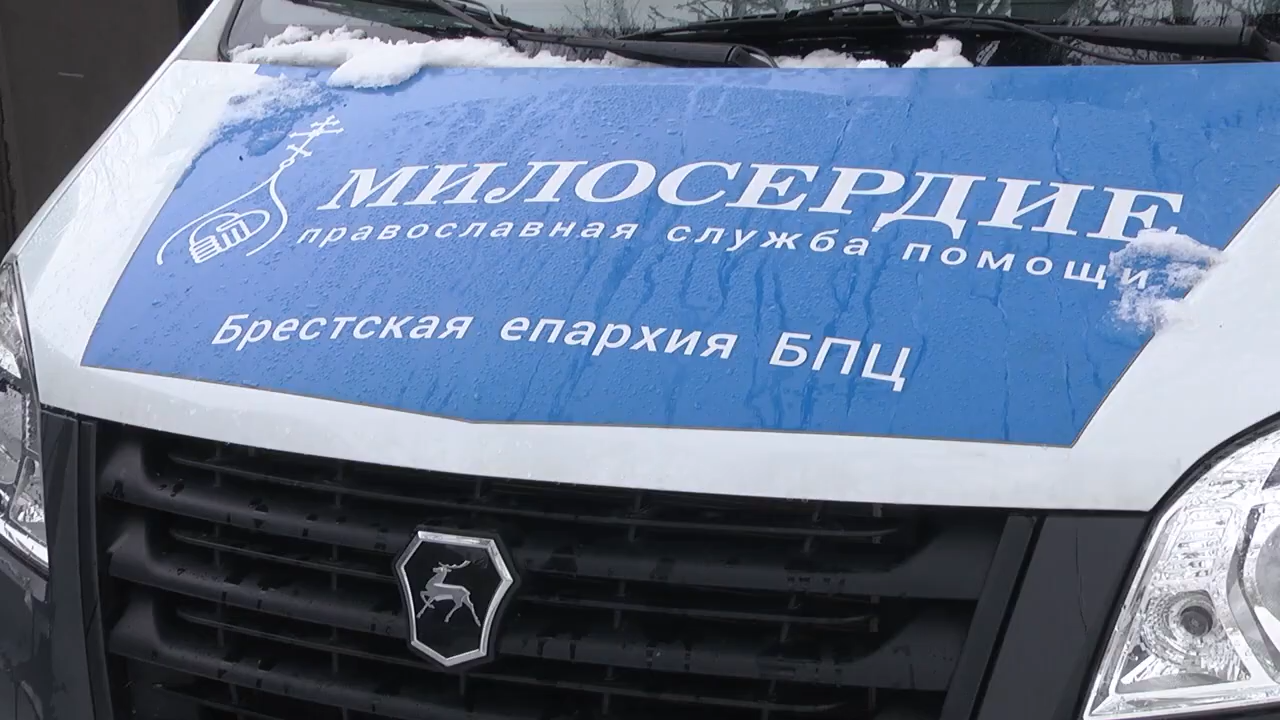 МИЛОСЕРДИЕ
православная служба помощи
Брестская епархия БПЦ